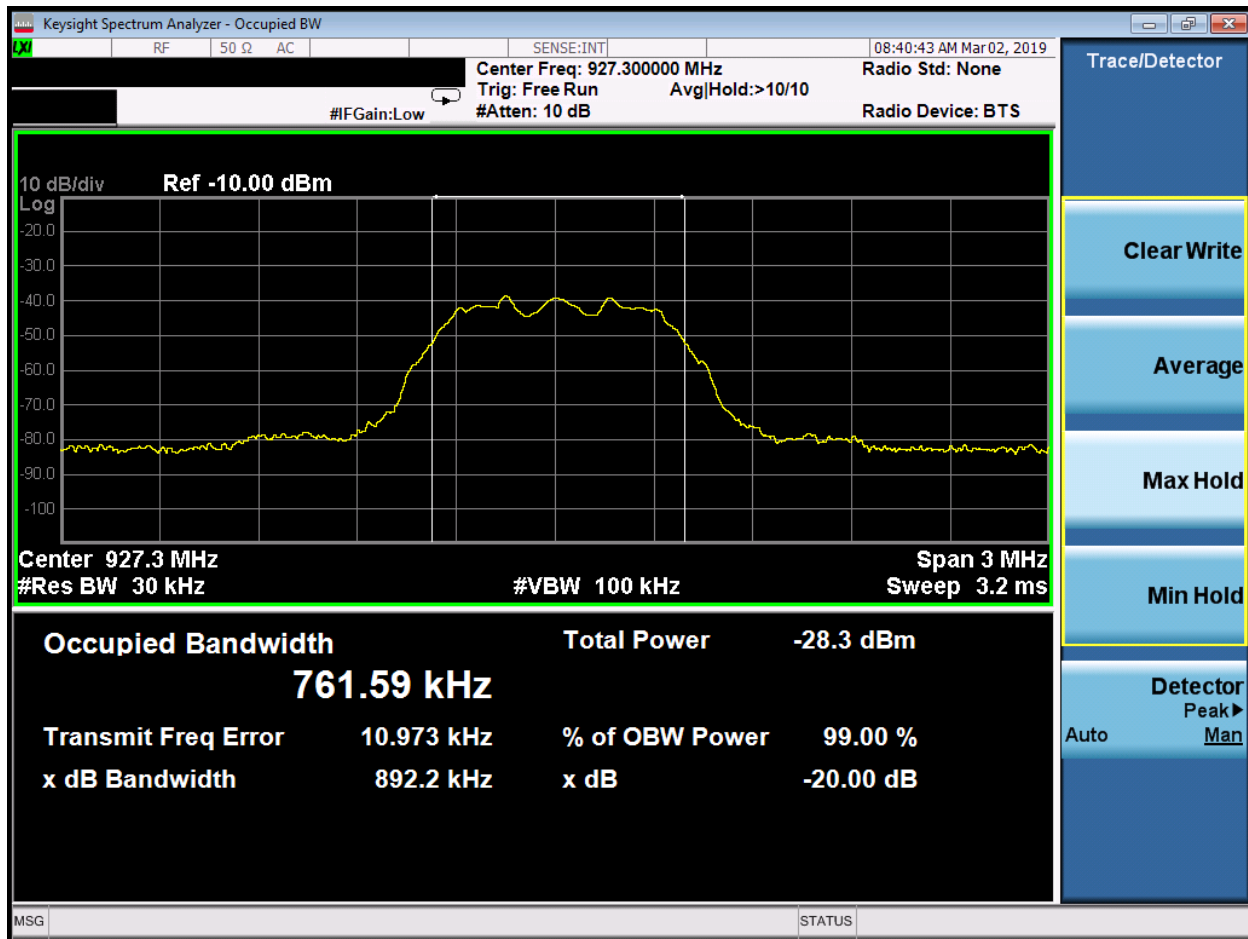 Keysight Spectrum Analyzer - Occupied BW
LXI RF 50 Ω AC SENSE:INT 08:40:43 AM Mar 02, 2019
Center Freq: 927.300000 MHz Radio Std: None
Trig: Free Run Avg|Hold:>10/10
#IFGain:Low #Atten: 10 dB Radio Device: BTS
10 dB/div Ref -10.00 dBm
Log
-20.0
-30.0
-40.0
-50.0
-60.0
-70.0
-80.0
-90.0
-100
Center 927.3 MHz Span 3 MHz
#Res BW 30 kHz #VBW 100 kHz Sweep 3.2 ms
Occupied Bandwidth Total Power -28.3 dBm
761.59 kHz
Transmit Freq Error 10.973 kHz % of OBW Power 99.00 %
x dB Bandwidth 892.2 kHz x dB -20.00 dB
MSG STATUS
Trace/Detector
Clear Write
Average
Max Hold
Min Hold
Detector
Peak▶
Auto Man